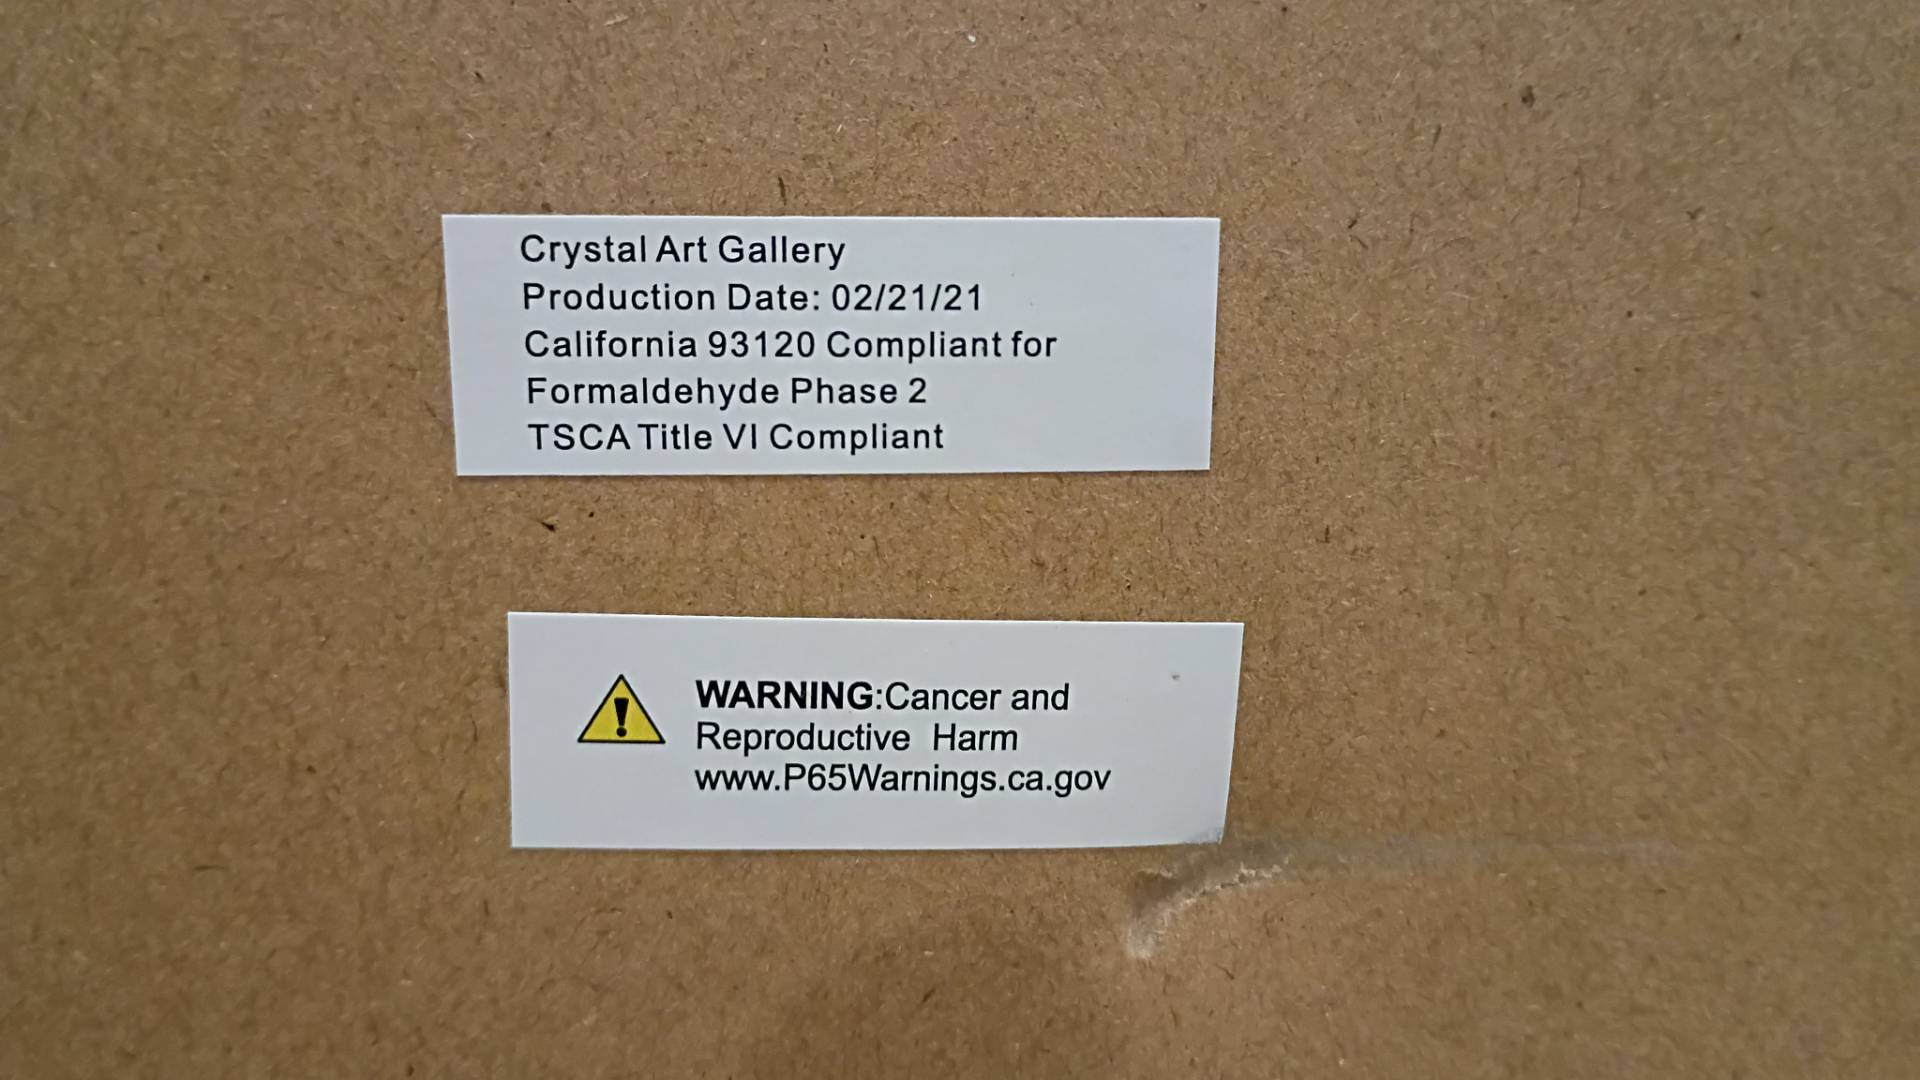 Crystal Art Gallery
Production Date: 02/21/21
California 93120 Compliant for
Formaldehyde Phase 2
TSCA Title VI Compliant
WARNING:Cancer and
Reproductive Harm
www.P65Warnings.ca.gov